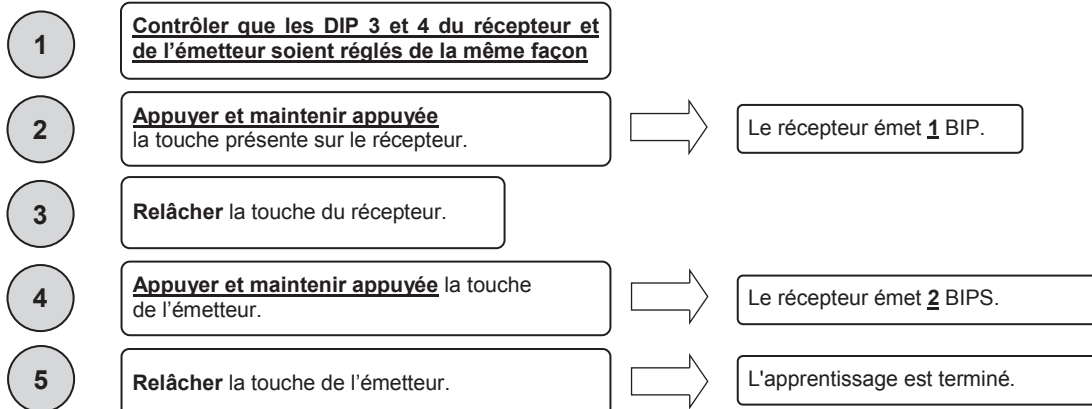 1
Contrôler que les DIP 3 et 4 du récepteur et
de l’émetteur soient réglés de la même façon
2
Appuyer et maintenir appuyée
la touche présente sur le récepteur.
Le récepteur émet 1 BIP.
3
Relâcher la touche du récepteur.
4
Appuyer et maintenir appuyée la touche
de l’émetteur.
Le récepteur émet 2 BIPS.
5
Relâcher la touche de l’émetteur.
L'apprentissage est terminé.